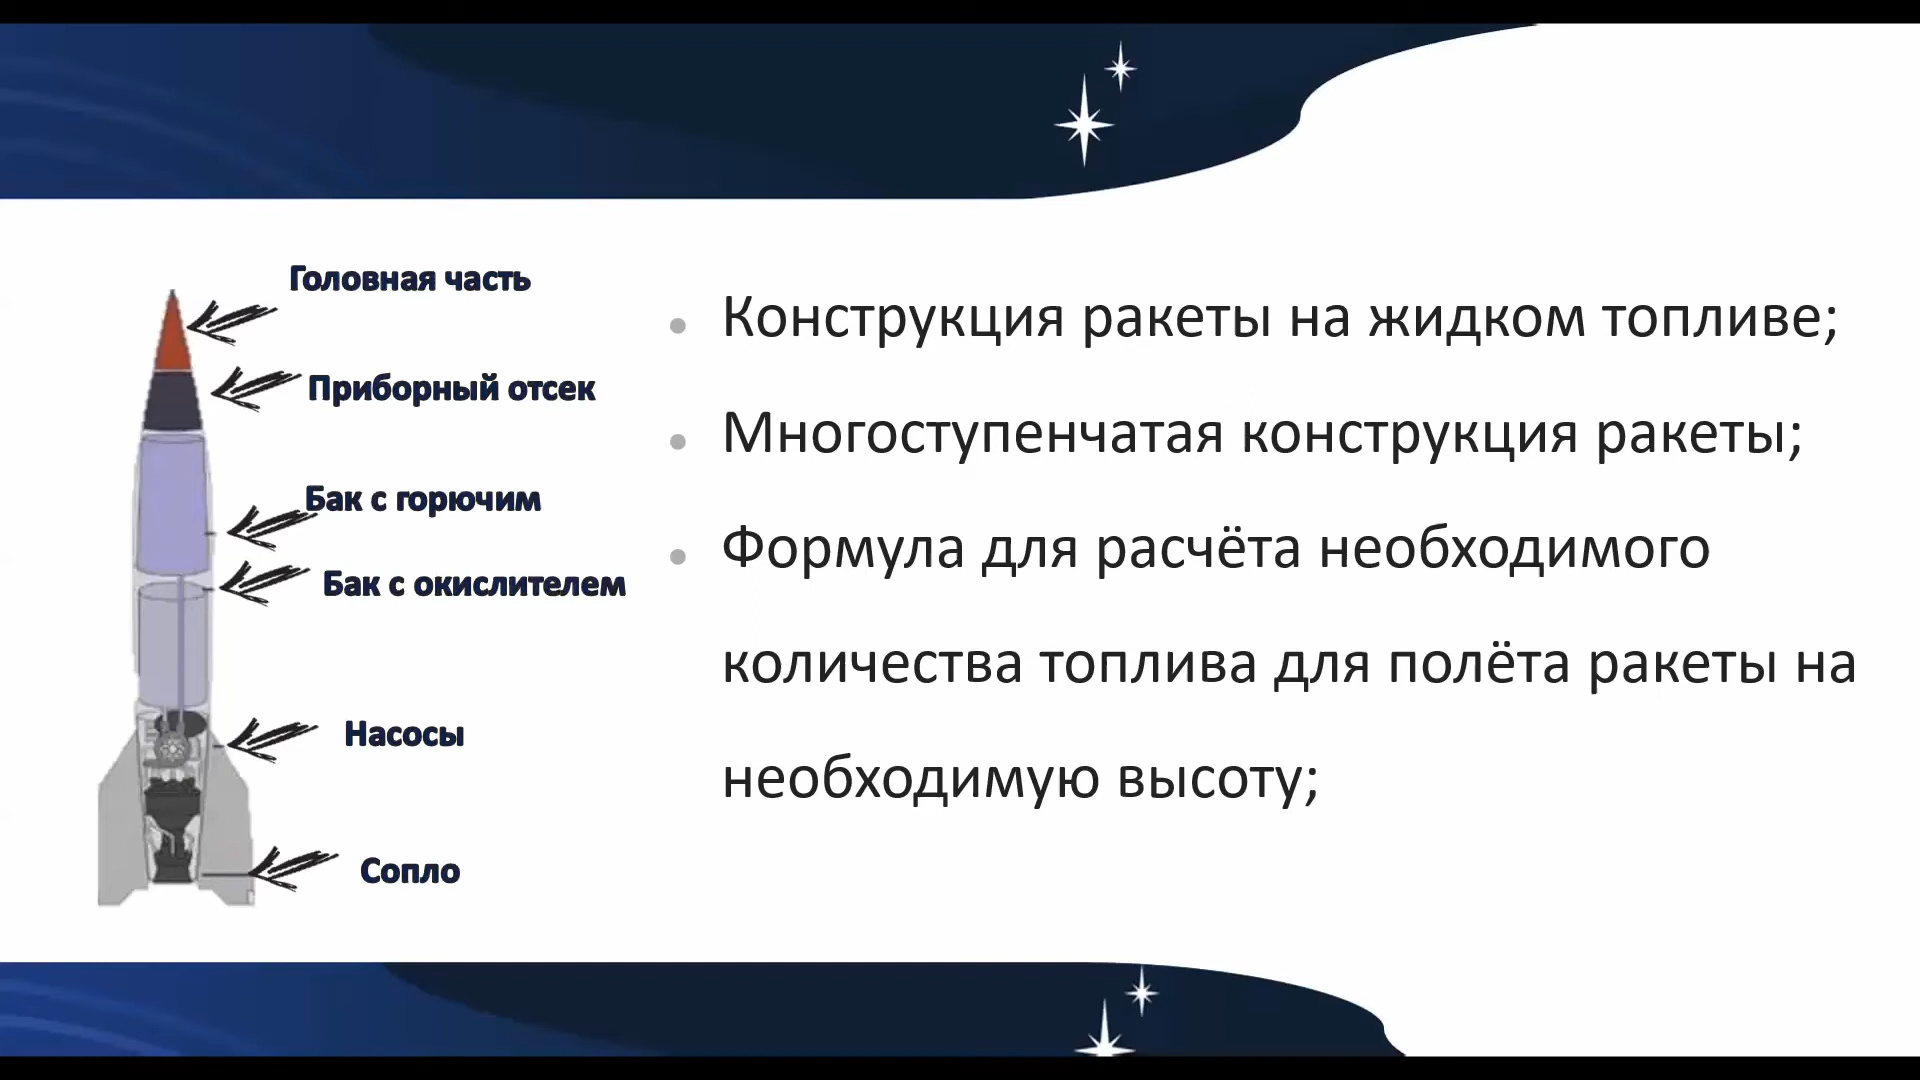 Головная часть
Приборный отсек
Бак с горючим
Бак с окислителем
Насосы
Сопло
Конструкция ракеты на жидком топливе;
Многоступенчатая конструкция ракеты;
Формула для расчёта необходимого
количества топлива для полёта ракеты на
необходимую высоту;